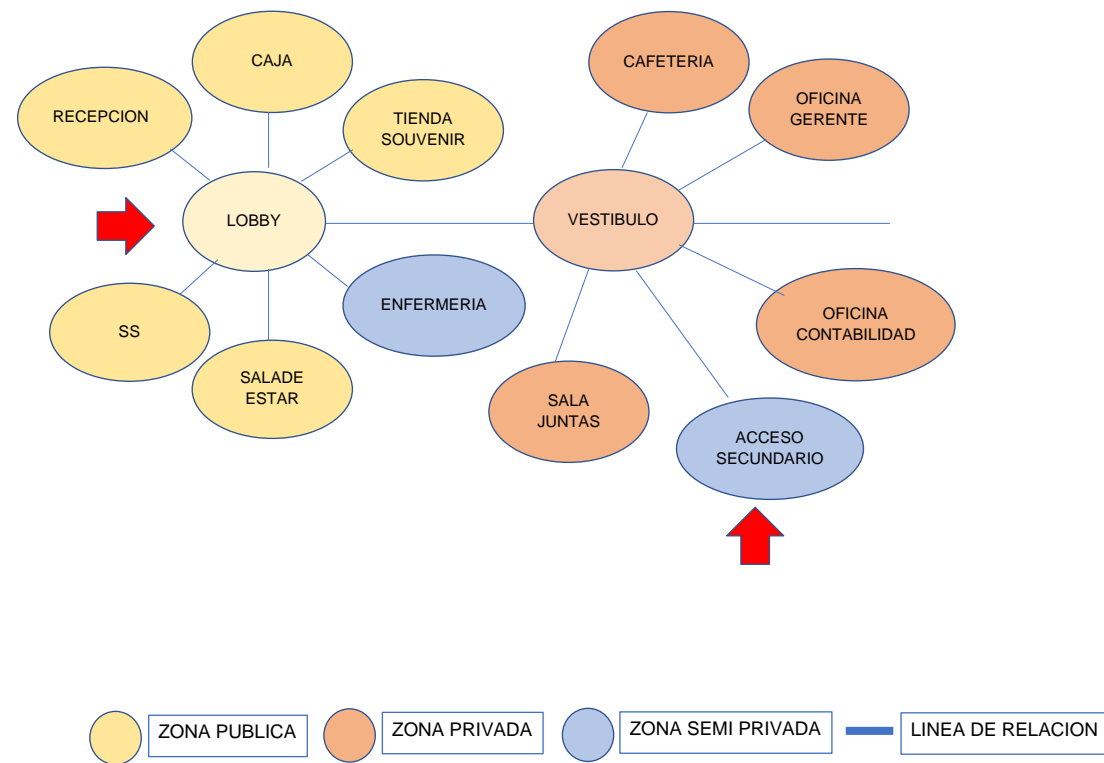 CAJA
RECEPCION
TIENDA
SOUVENIR
LOBBY
SS
SALADE
ESTAR
ENFERMERIA
CAFETERIA
OFICINA
GERENTE
VESTIBULO
OFICINA
CONTABILIDAD
SALA
JUNTAS
ACCESO
SECUNDARIO
ZONA PUBLICA
ZONA PRIVADA
ZONA SEMI PRIVADA
LINEA DE RELACION